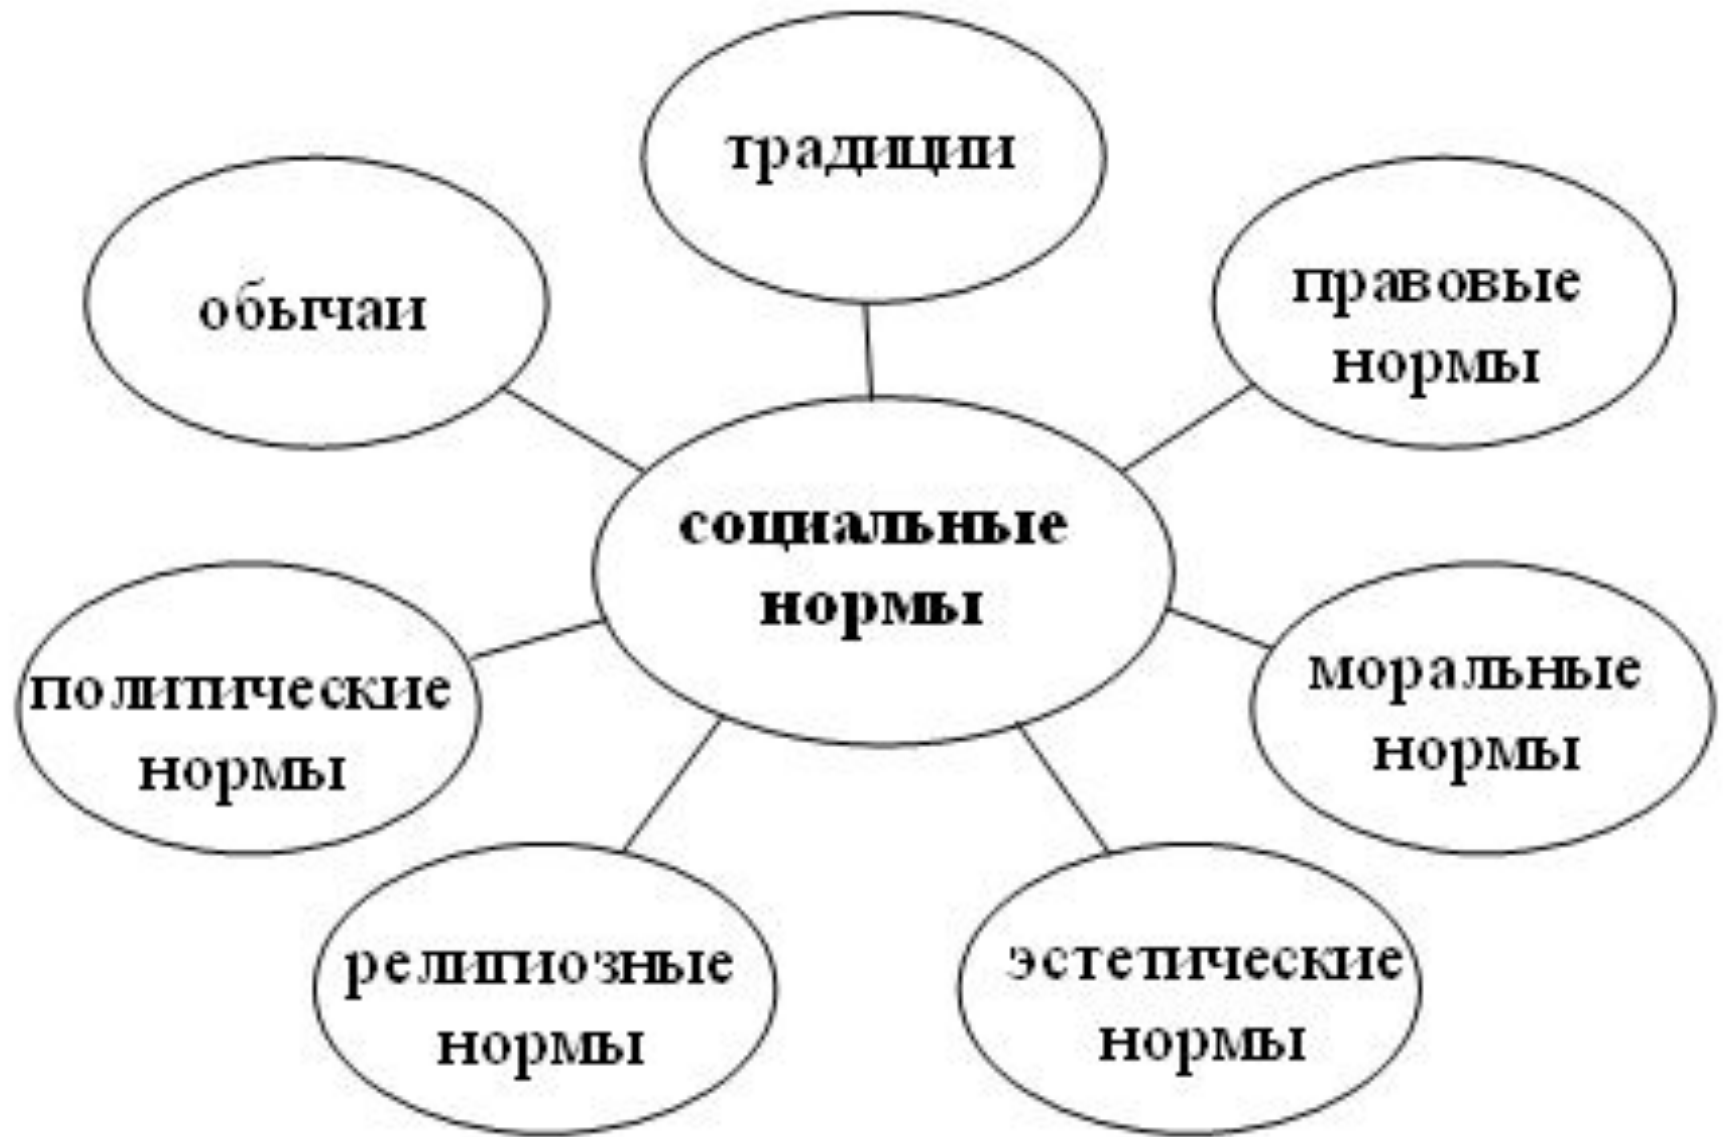 традиции
обычаи
правовые
нормы
социальные
нормы
политические
нормы
моральные
нормы
религиозные
нормы
эстетические
нормы